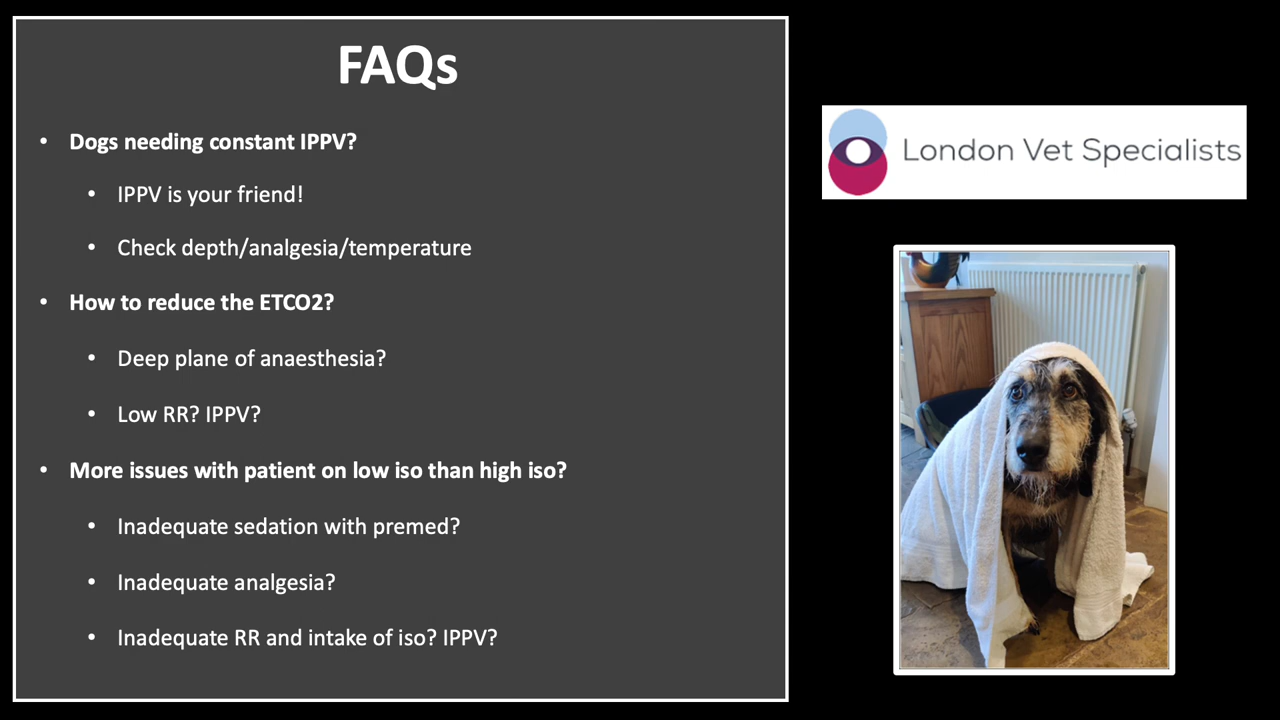 FAQs
• Dogs needing constant IPPV?
• IPPV is your friend!
• Check depth/analgesia/temperature
• How to reduce the ETCO2?
• Deep plane of anaesthesia?
• Low RR? IPPV?
• More issues with patient on low iso than high iso?
• Inadequate sedation with premed?
• Inadequate analgesia?
• Inadequate RR and intake of iso? IPPV?
London Vet Specialists